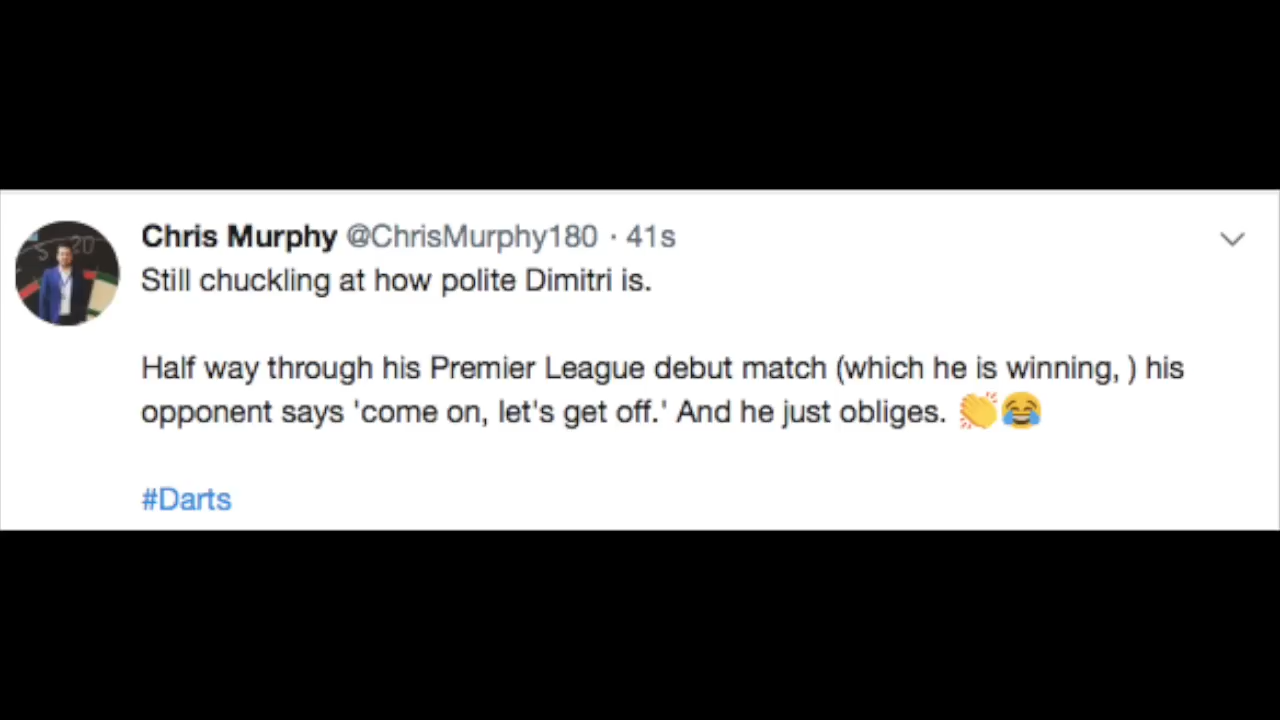 Chris Murphy @ChrisMurphy180 · 41s
Still chuckling at how polite Dimitri is.
Half way through his Premier League debut match (which he is winning, ) his
opponent says 'come on, let's get off.' And he just obliges. 👏😂
#Darts